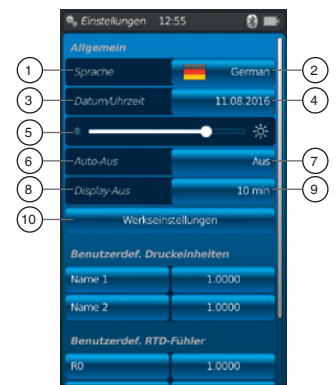 Einstellungen 12:55
Allgemein
1 Sprache German 2
3 Datum/Uhrzeit 11.08.2016 4
5
6 Auto-Aus Aus 7
8 Display-Aus 10 min 9
10 Werkseinstellungen
Benutzerdef. Druckeinheiten
Name 1 1.0000
Name 2 1.0000
Benutzerdef. RTD-Fühler
R0 1.0000